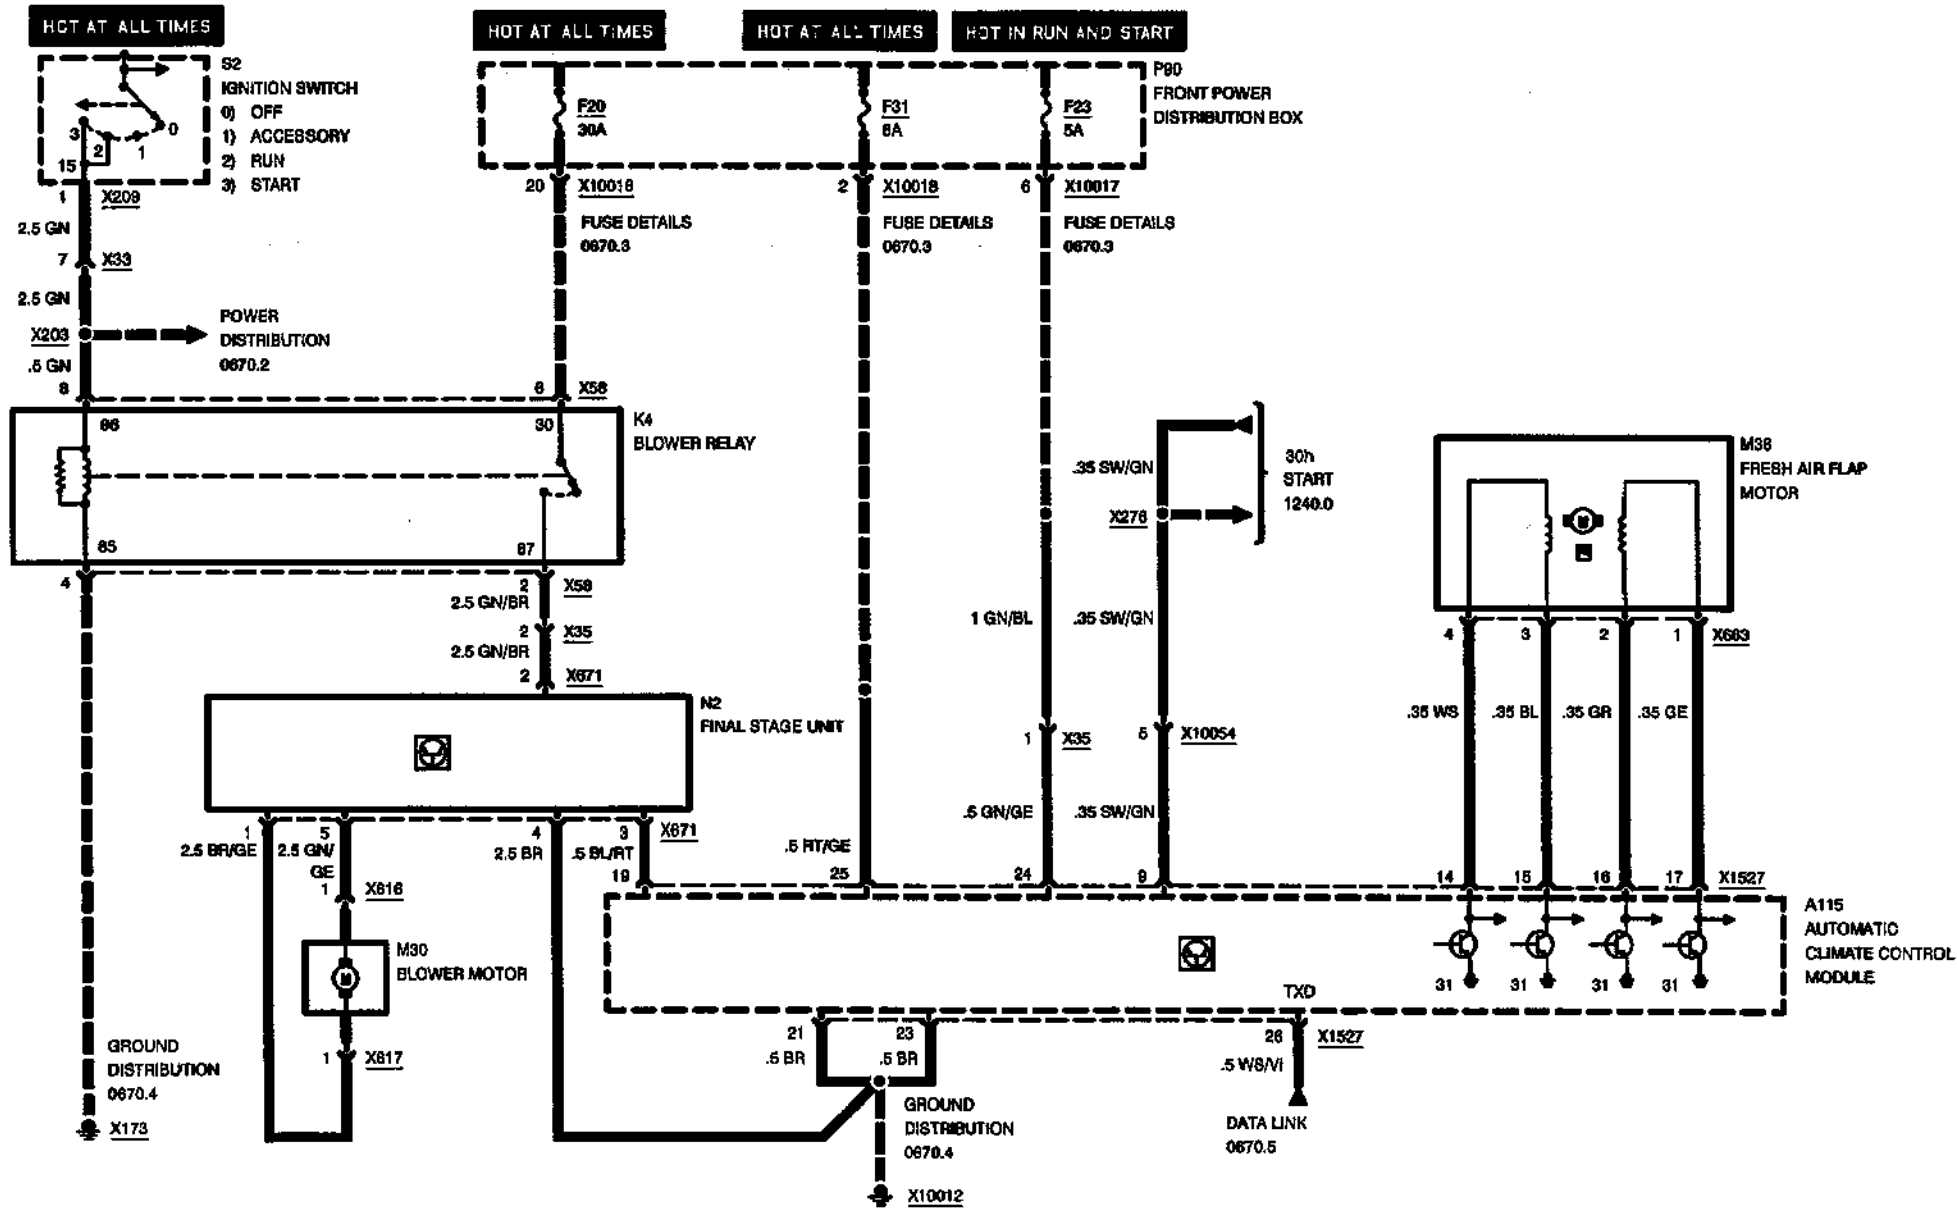 HOT AT ALL TIMES
HOT AT ALL TIMES
HOT AT ALL TIMES
HOT IN RUN AND START
S2
IGNITION SWITCH
0) OFF
1) ACCESSORY
2) RUN
3) START
3
2
1
0
15
1
X209
2.5 GN
7
X33
2.5 GN
X203
POWER
DISTRIBUTION
0670.2
.5 GN
8
6
X58
F20
30A
F31
F23
5A
P90
FRONT POWER
DISTRIBUTION BOX
20
X10018
FUSE DETAILS
0670.3
2
X10018
FUSE DETAILS
0670.3
6
X10017
FUSE DETAILS
0670.3
86
30
K4
BLOWER RELAY
85
87
4
2
X58
2.5 GN/BR
2
X35
2.5 GN/BR
2
X671
.35 SW/GN
30h
START
1240.0
X276
1 GN/BL
.35 SW/GN
M38
FRESH AIR FLAP
MOTOR
M
4
3
2
1
X683
.35 WS
.35 BL
.35 GR
.35 GE
N2
FINAL STAGE UNIT
1
X35
5
X10054
.5 GN/GE
.35 SW/GN
1
5
4
3
X671
2.5 BR/GE
2.5 GN/
GE
2.5 BR
.5 BL/RT
.5 RT/GE
1
X616
19
25
24
9
14
15
16
17
X1527
M30
BLOWER MOTOR
M
1
X617
A115
AUTOMATIC
CLIMATE CONTROL
MODULE
31
31
31
31
TXD
21
23
26
X1527
.5 BR
.5 BR
.5 WS/VI
GROUND
DISTRIBUTION
0670.4
X173
GROUND
DISTRIBUTION
0670.4
DATA LINK
0670.5
X10012